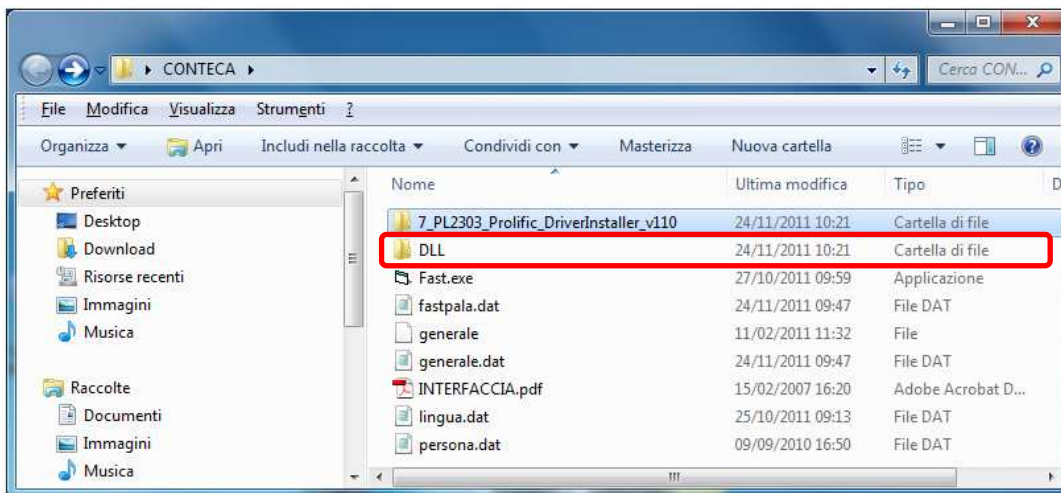 CONTECA
Cerca CON...
File Modifica Visualizza Strumenti ?
Organizza Apri Includi nella raccolta Condividi con Masterizza Nuova cartella
Preferiti
Desktop
Download
Risorse recenti
Immagini
Musica
Raccolte
Documenti
Immagini
Musica
Nome Ultima modifica Tipo D
7_PL2303_Prolific_DriverInstaller_v110 24/11/2011 10:21 Cartella di file
DLL 24/11/2011 10:21 Cartella di file
Fast.exe 27/10/2011 09:59 Applicazione
fastpala.dat 24/11/2011 09:47 File DAT
generale 11/02/2011 11:32 File
generale.dat 24/11/2011 09:47 File DAT
INTERFACCIA.pdf 15/02/2007 16:20 Adobe Acrobat D...
lingua.dat 25/10/2011 09:13 File DAT
persona.dat 09/09/2010 16:50 File DAT